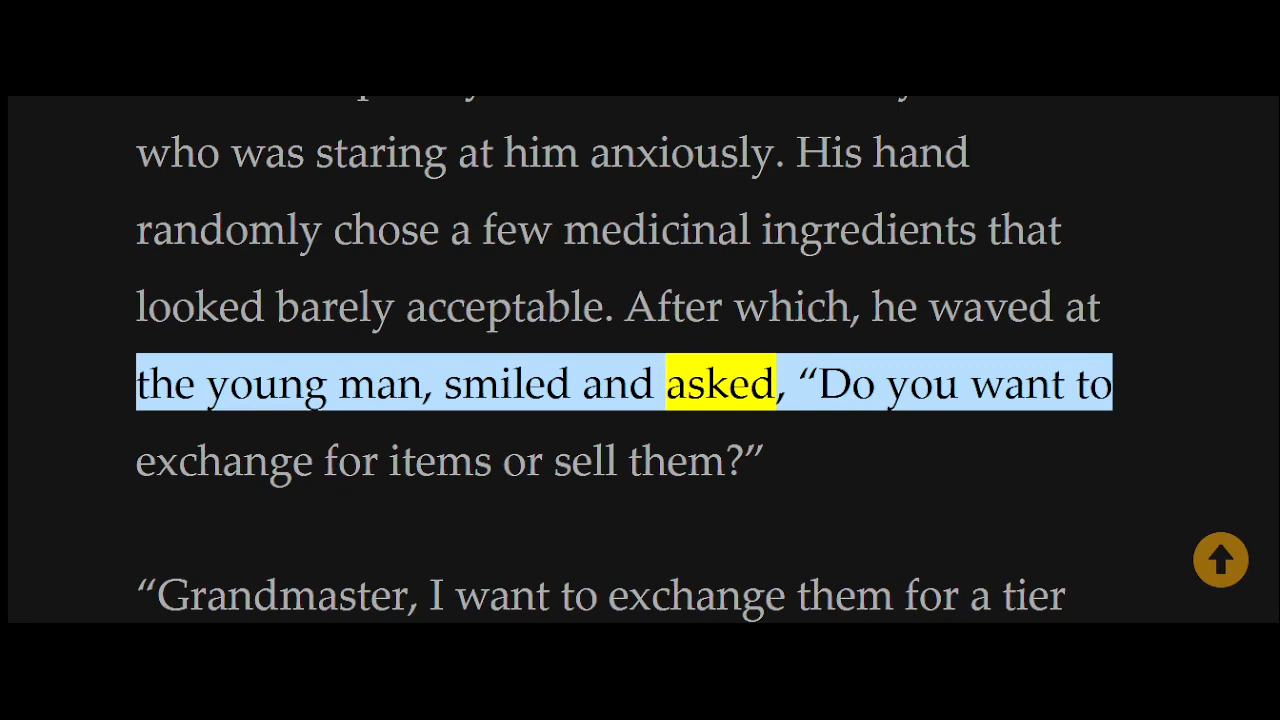 who was staring at him anxiously. His hand
randomly chose a few medicinal ingredients that
looked barely acceptable. After which, he waved at
the young man, smiled and asked, “Do you want to
exchange for items or sell them?”
“Grandmaster, I want to exchange them for a tier